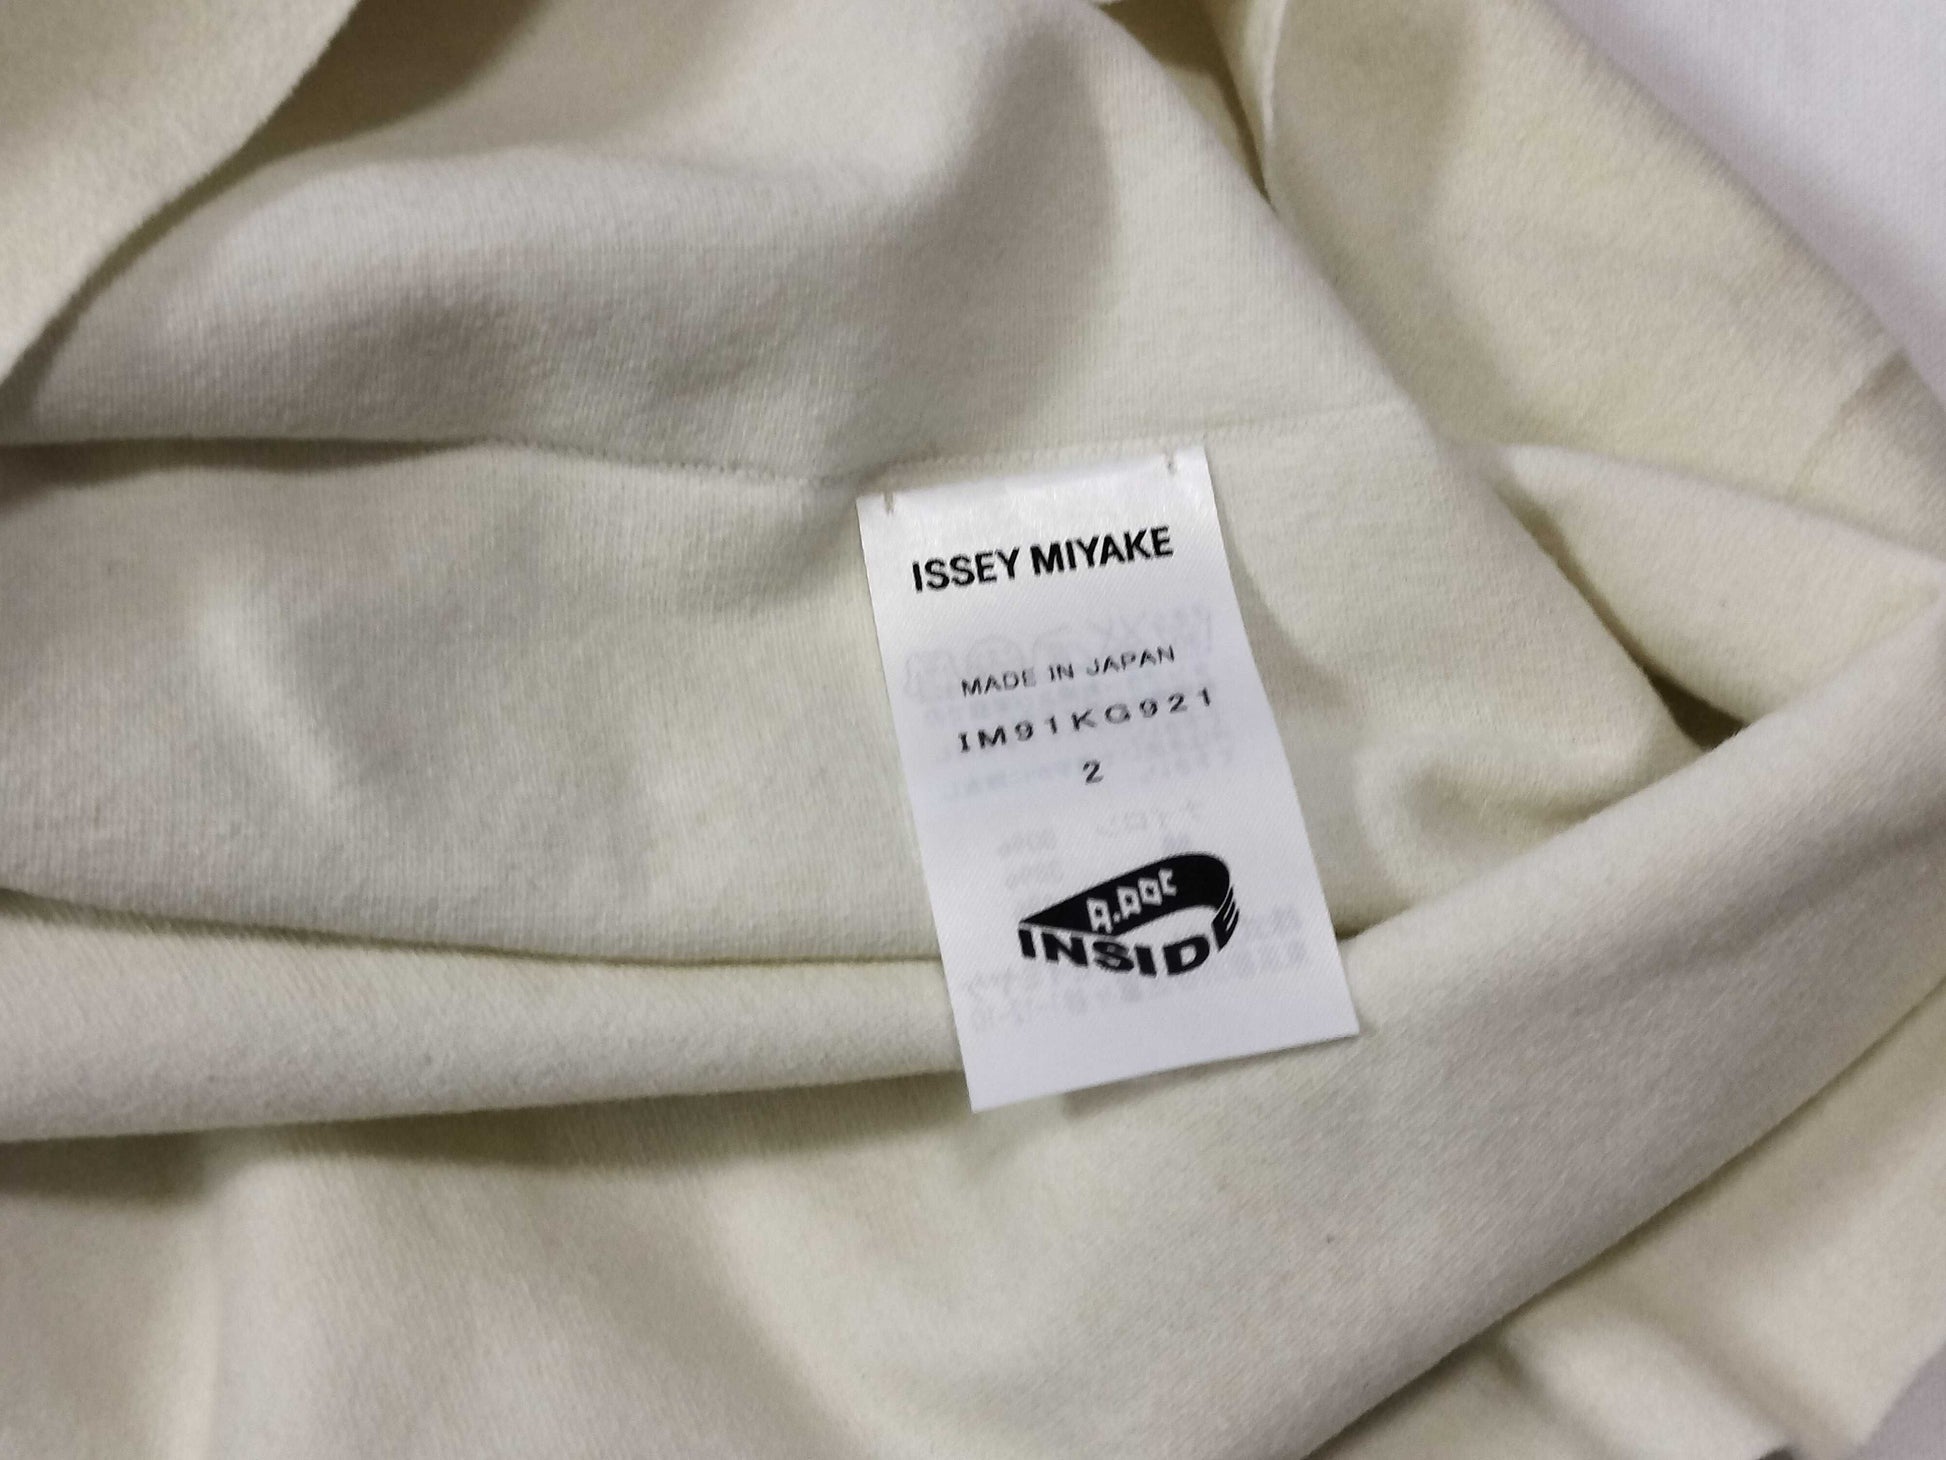 ISSEY MIYAKE
MADE IN JAPAN
IM91KG921
2
A.POC
INSIDE